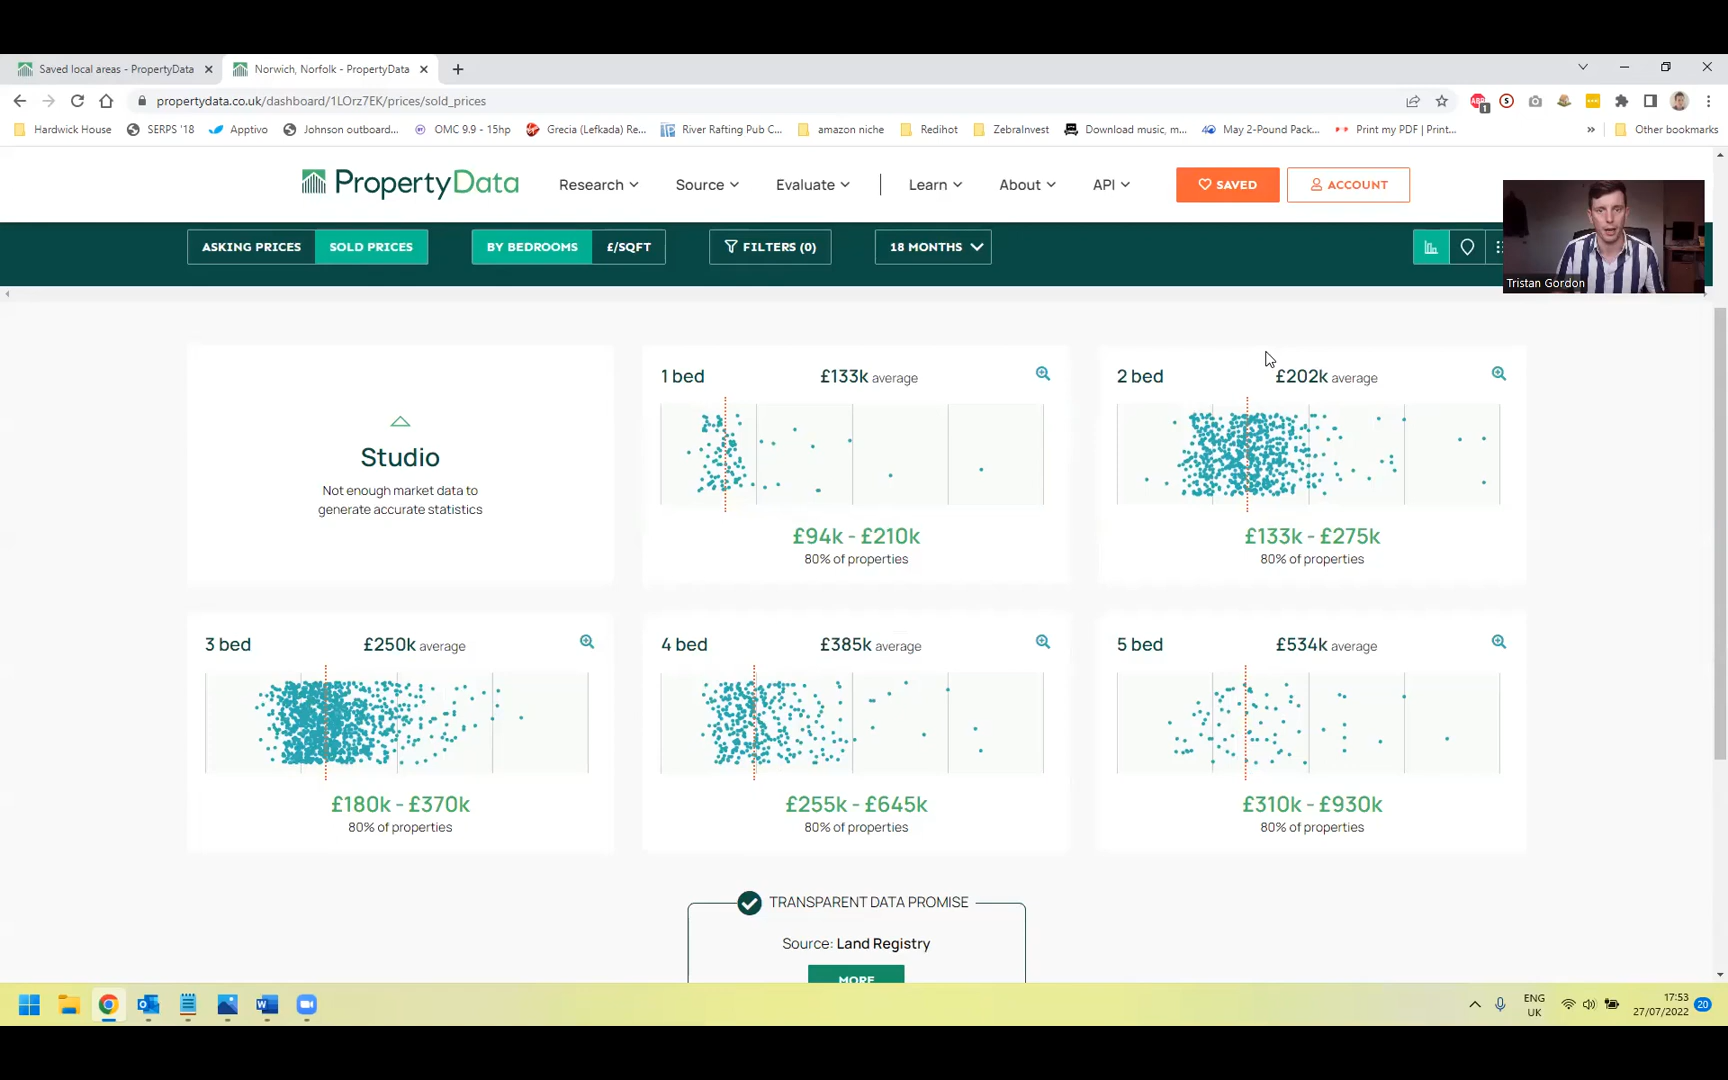 Saved local areas - PropertyData
Norwich, Norfolk - PropertyData
propertydata.co.uk/dashboard/1LOrz7EK/prices/sold_prices
Hardwick House
SERPS '18
Apptivo
Johnson outboard...
OMC 9.9 - 15hp
Grecia (Lefkada) Re...
River Rafting Pub C...
amazon niche
Redihot
ZebraInvest
Download music, m...
May 2-Pound Pack...
Print my PDF | Print...
»
Other bookmarks
PropertyData
Research
Source
Evaluate
Learn
About
API
SAVED
ACCOUNT
ASKING PRICES
SOLD PRICES
BY BEDROOMS
£/SQFT
FILTERS (0)
18 MONTHS
Tristan Gordon
Studio
Not enough market data to
generate accurate statistics
1 bed
£133k average
£94k - £210k
80% of properties
2 bed
£202k average
£133k - £275k
80% of properties
3 bed
£250k average
£180k - £370k
80% of properties
4 bed
£385k average
£255k - £645k
80% of properties
5 bed
£534k average
£310k - £930k
80% of properties
TRANSPARENT DATA PROMISE
Source: Land Registry
MORE
ENG
UK
17:53
27/07/2022
20